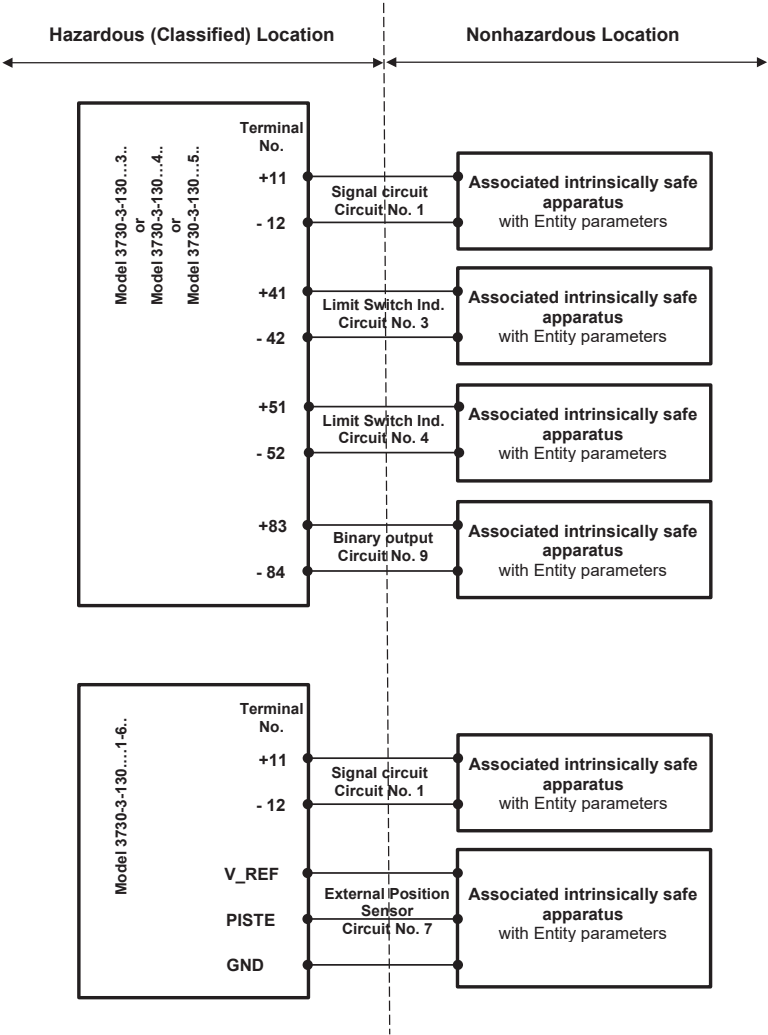 Hazardous (Classified) Location
Nonhazardous Location
Model 3730-3-130…3..
or
Model 3730-3-130…4..
or
Model 3730-3-130…5..
Terminal
No.
+11
- 12
Signal circuit
Circuit No. 1
Associated intrinsically safe
apparatus
with Entity parameters
+41
- 42
Limit Switch Ind.
Circuit No. 3
Associated intrinsically safe
apparatus
with Entity parameters
+51
- 52
Limit Switch Ind.
Circuit No. 4
Associated intrinsically safe
apparatus
with Entity parameters
+83
- 84
Binary output
Circuit No. 9
Associated intrinsically safe
apparatus
with Entity parameters
Model 3730-3-130….1-6..
Terminal
No.
+11
- 12
Signal circuit
Circuit No. 1
Associated intrinsically safe
apparatus
with Entity parameters
V_REF
PISTE
GND
External Position
Sensor
Circuit No. 7
Associated intrinsically safe
apparatus
with Entity parameters